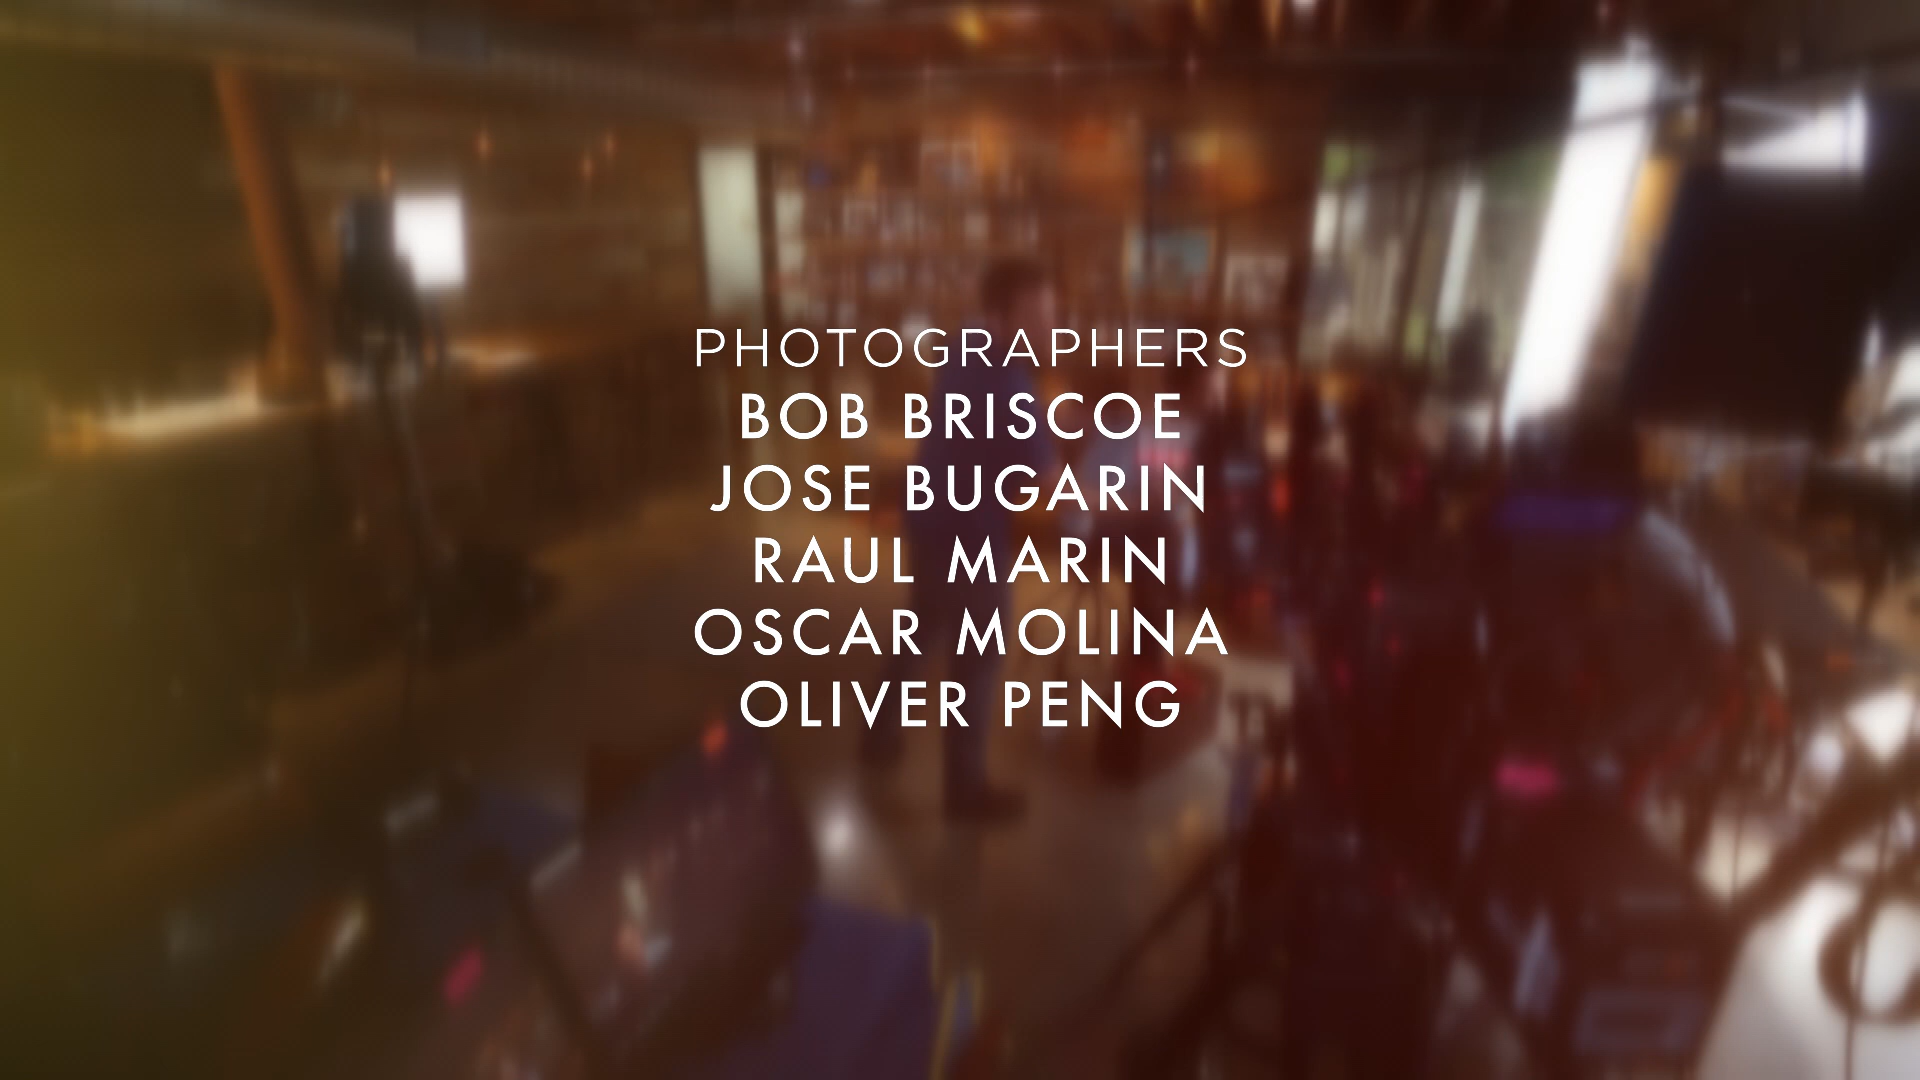 PHOTOGRAPHERS
BOB BRISCOE
JOSE BUGARIN
RAUL MARIN
OSCAR MOLINA
OLIVER PENG